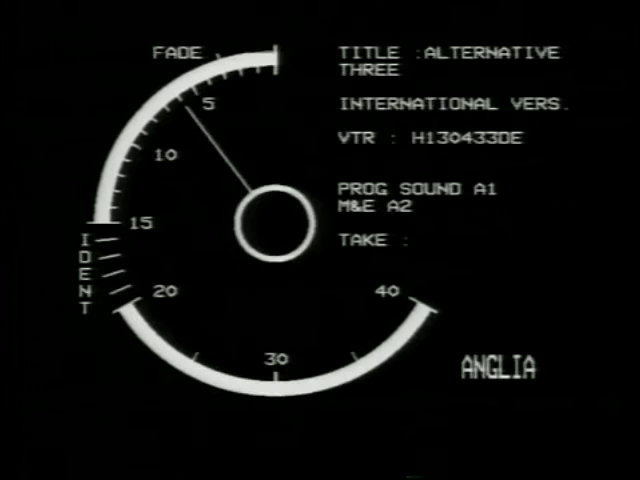 FADE
5
10
15
IDENT
20
30
40
TITLE :ALTERNATIVE
THREE
INTERNATIONAL VERS.
VTR : H130433DE
PROG SOUND A1
M&E A2
TAKE :
ANGLIA